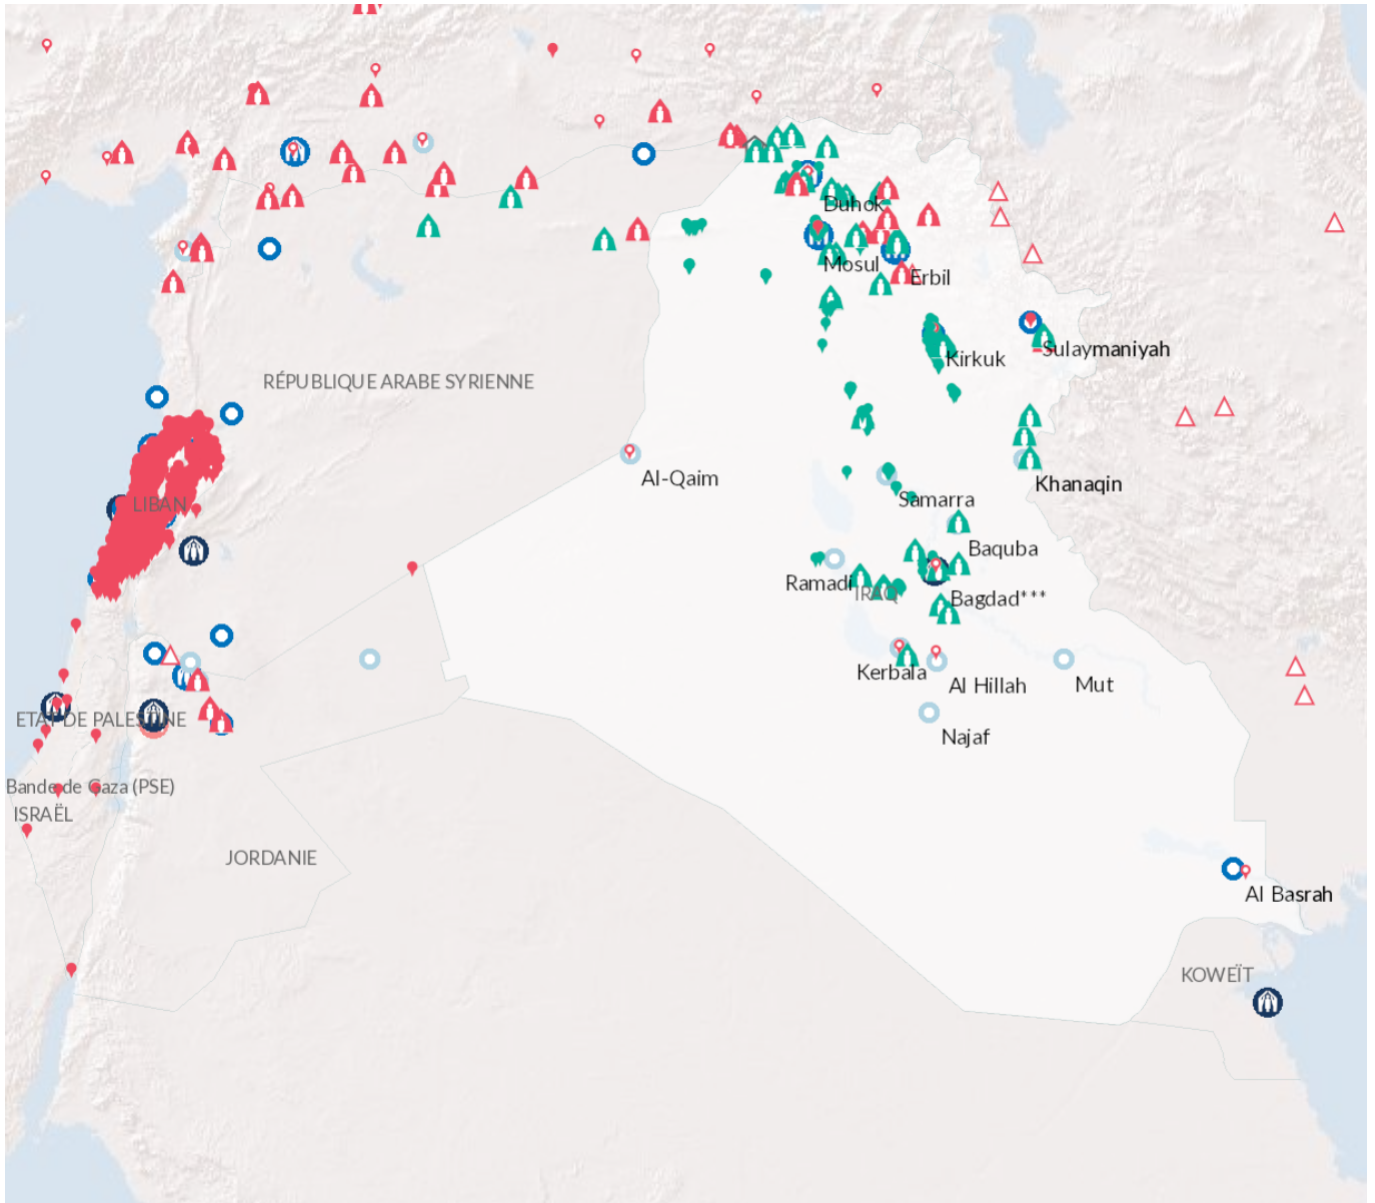 Duhok
Mosul
Erbil
Kirkuk
Sulaymaniyah
RÉPUBLIQUE ARABE SYRIENNE
Al-Qaim
Khanaqin
Samarra
LIBAN
Baquba
Ramadi
IRAQ
Bagdad***
Kerbala
Al Hillah
Mut
ETAT DE PALESTINE
Najaf
Bande de Gaza (PSE)
ISRAËL
JORDANIE
Al Basrah
KOWEÏT